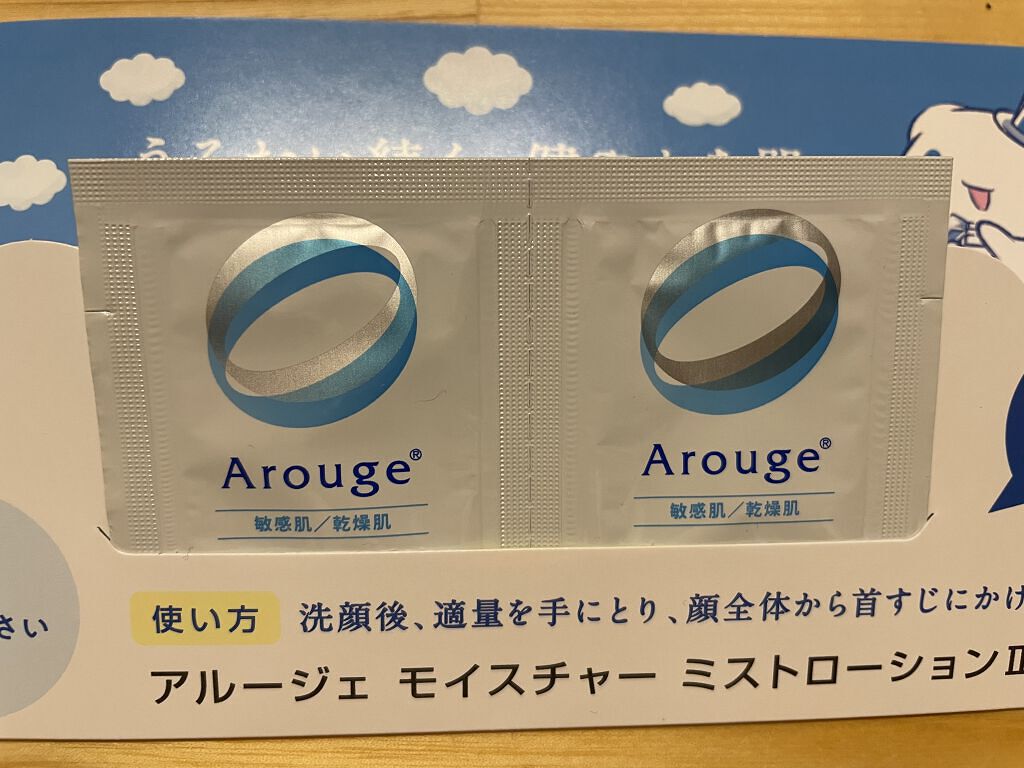 Arouge®
敏感肌／乾燥肌
Arouge®
敏感肌／乾燥肌
さい
使い方 洗顔後、適量を手にとり、顔全体から首すじにかけ
アルージェ モイスチャー ミストローションII